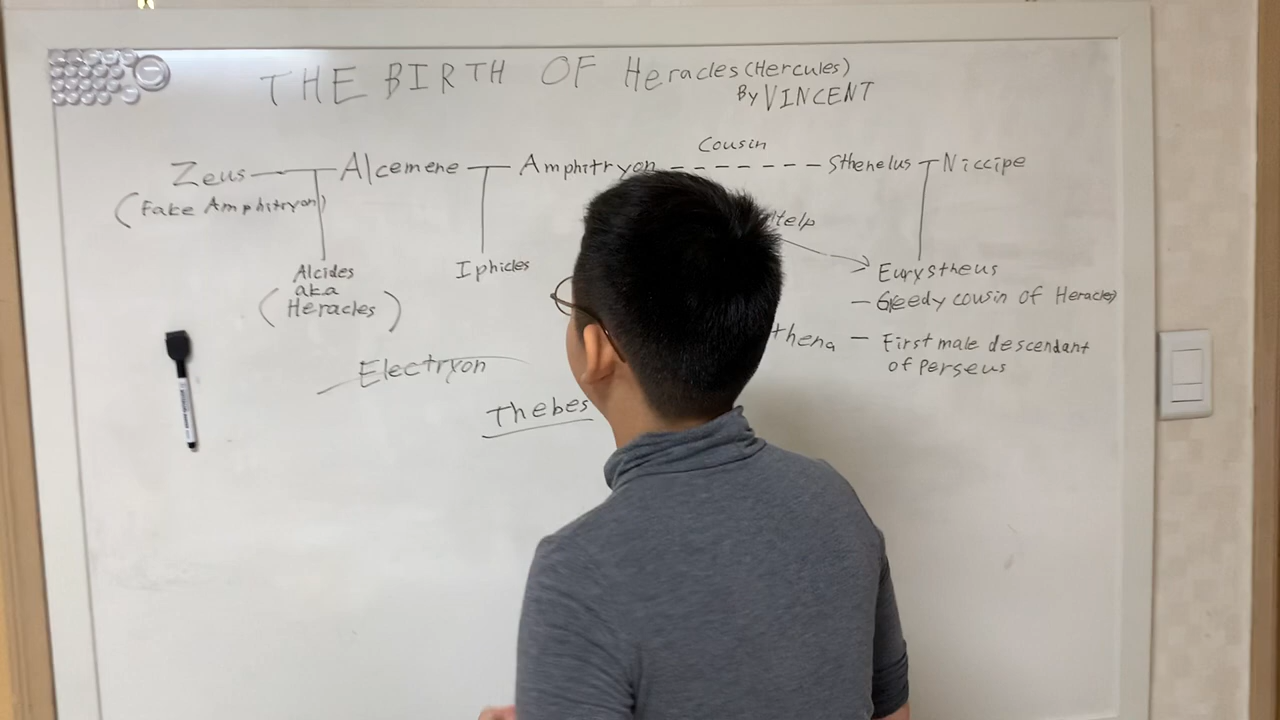 THE BIRTH OF Heracles (Hercules)
By VINCENT
Cousin
Zeus Alcemene Amphitryon Sthenelus Niccipe
(Fake Amphitryon)
Help
Alcides
aka
(Heracles)
Iphicles
Eurystheus
- Greedy cousin of Heracles
thena - First male descendant
of Perseus
Electryon
Thebes